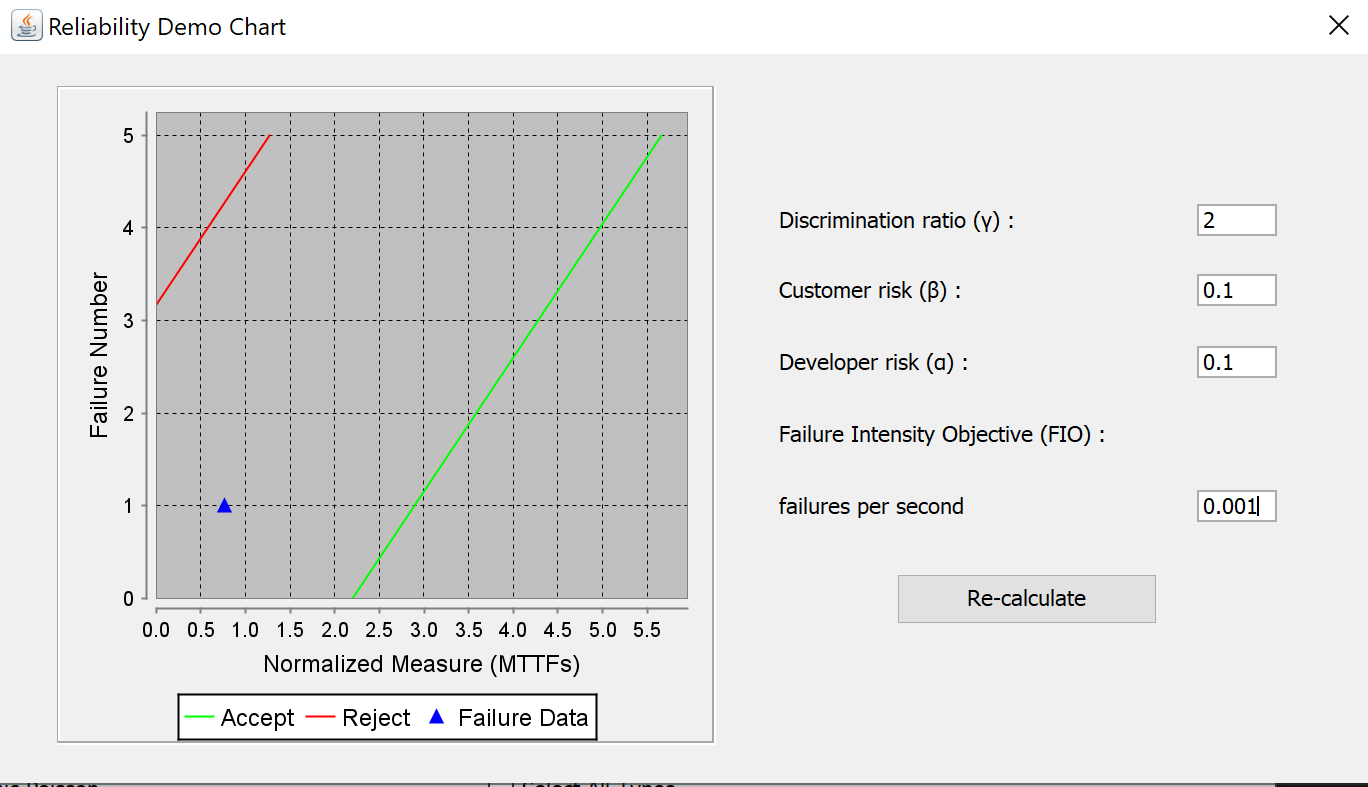 Reliability Demo Chart
Failure Number
5
4
3
2
1
0
0.0 0.5 1.0 1.5 2.0 2.5 3.0 3.5 4.0 4.5 5.0 5.5
Normalized Measure (MTTFs)
Accept Reject Failure Data
Discrimination ratio (γ) : 2
Customer risk (β) : 0.1
Developer risk (α) : 0.1
Failure Intensity Objective (FIO) :
failures per second 0.001
Re-calculate